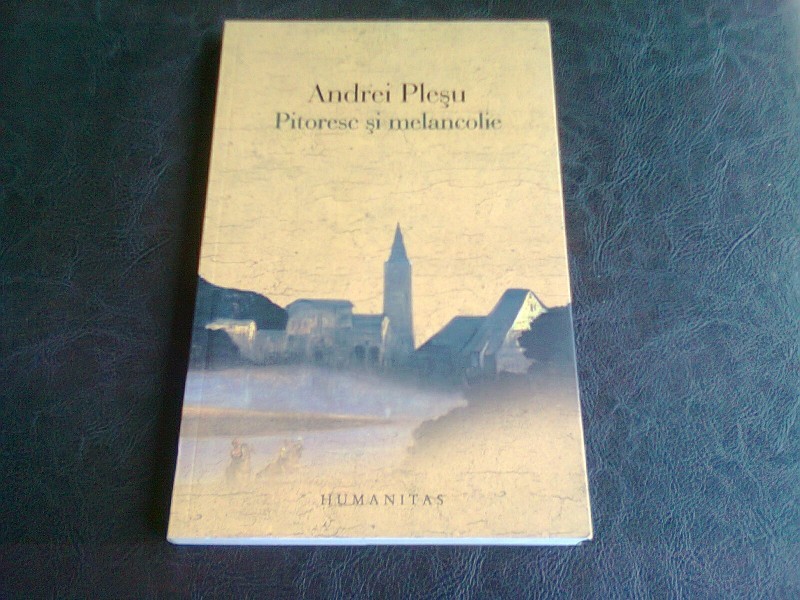 Andrei Pleşu
Pitoresc şi melancolie
HUMANITAS